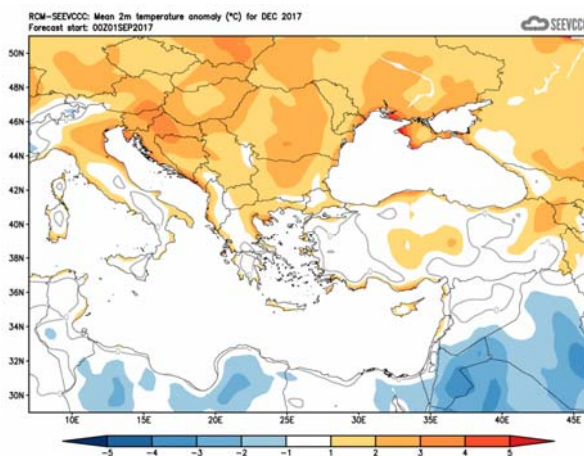 RCM-SEEVCCC: Mean 2m temperature anomaly (°C) for DEC 2017
Forecast start: 00Z01SEP2017
SEEVCCC
50N
48N
46N
44N
42N
40N
38N
36N
34N
32N
30N
10E 15E 20E 25E 30E 35E 40E 45E
-5 -4 -3 -2 -1 1 2 3 4 5